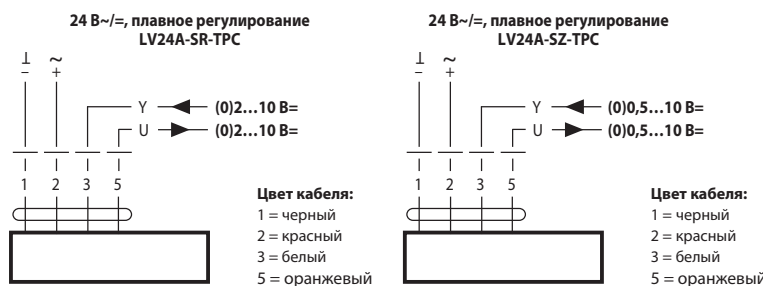 24 В~/=, плавное регулирование
LV24A-SR-TPC
⊥ ~
– +
Y (0)2…10 В=
U (0)2…10 В=
1 2 3 5
Цвет кабеля:
1 = черный
2 = красный
3 = белый
5 = оранжевый
24 В~/=, плавное регулирование
LV24A-SZ-TPC
⊥ ~
– +
Y (0)0,5…10 В=
U (0)0,5…10 В=
1 2 3 5
Цвет кабеля:
1 = черный
2 = красный
3 = белый
5 = оранжевый